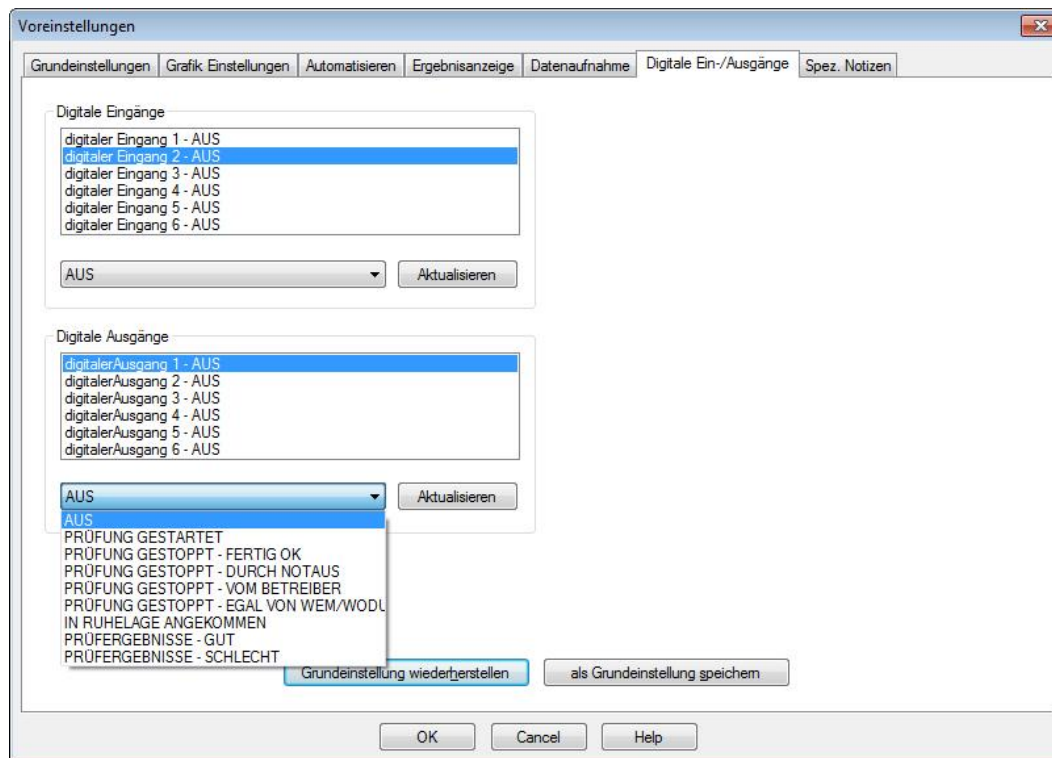 Voreinstellungen
Grundeinstellungen Grafik Einstellungen Automatisieren Ergebnisanzeige Datenaufnahme Digitale Ein-/Ausgänge Spez. Notizen
Digitale Eingänge
digitaler Eingang 1 - AUS
digitaler Eingang 2 - AUS
digitaler Eingang 3 - AUS
digitaler Eingang 4 - AUS
digitaler Eingang 5 - AUS
digitaler Eingang 6 - AUS
AUS Aktualisieren
Digitale Ausgänge
digitalerAusgang 1 - AUS
digitalerAusgang 2 - AUS
digitalerAusgang 3 - AUS
digitalerAusgang 4 - AUS
digitalerAusgang 5 - AUS
digitalerAusgang 6 - AUS
AUS Aktualisieren
AUS
PRÜFUNG GESTARTET
PRÜFUNG GESTOPPT - FERTIG OK
PRÜFUNG GESTOPPT - DURCH NOTAUS
PRÜFUNG GESTOPPT - VOM BETREIBER
PRÜFUNG GESTOPPT - EGAL VON WEM/WODU
IN RUHELAGE ANGEKOMMEN
PRÜFERGEBNISSE - GUT
PRÜFERGEBNISSE - SCHLECHT
Grundeinstellung wiederherstellen als Grundeinstellung speichern
OK Cancel Help